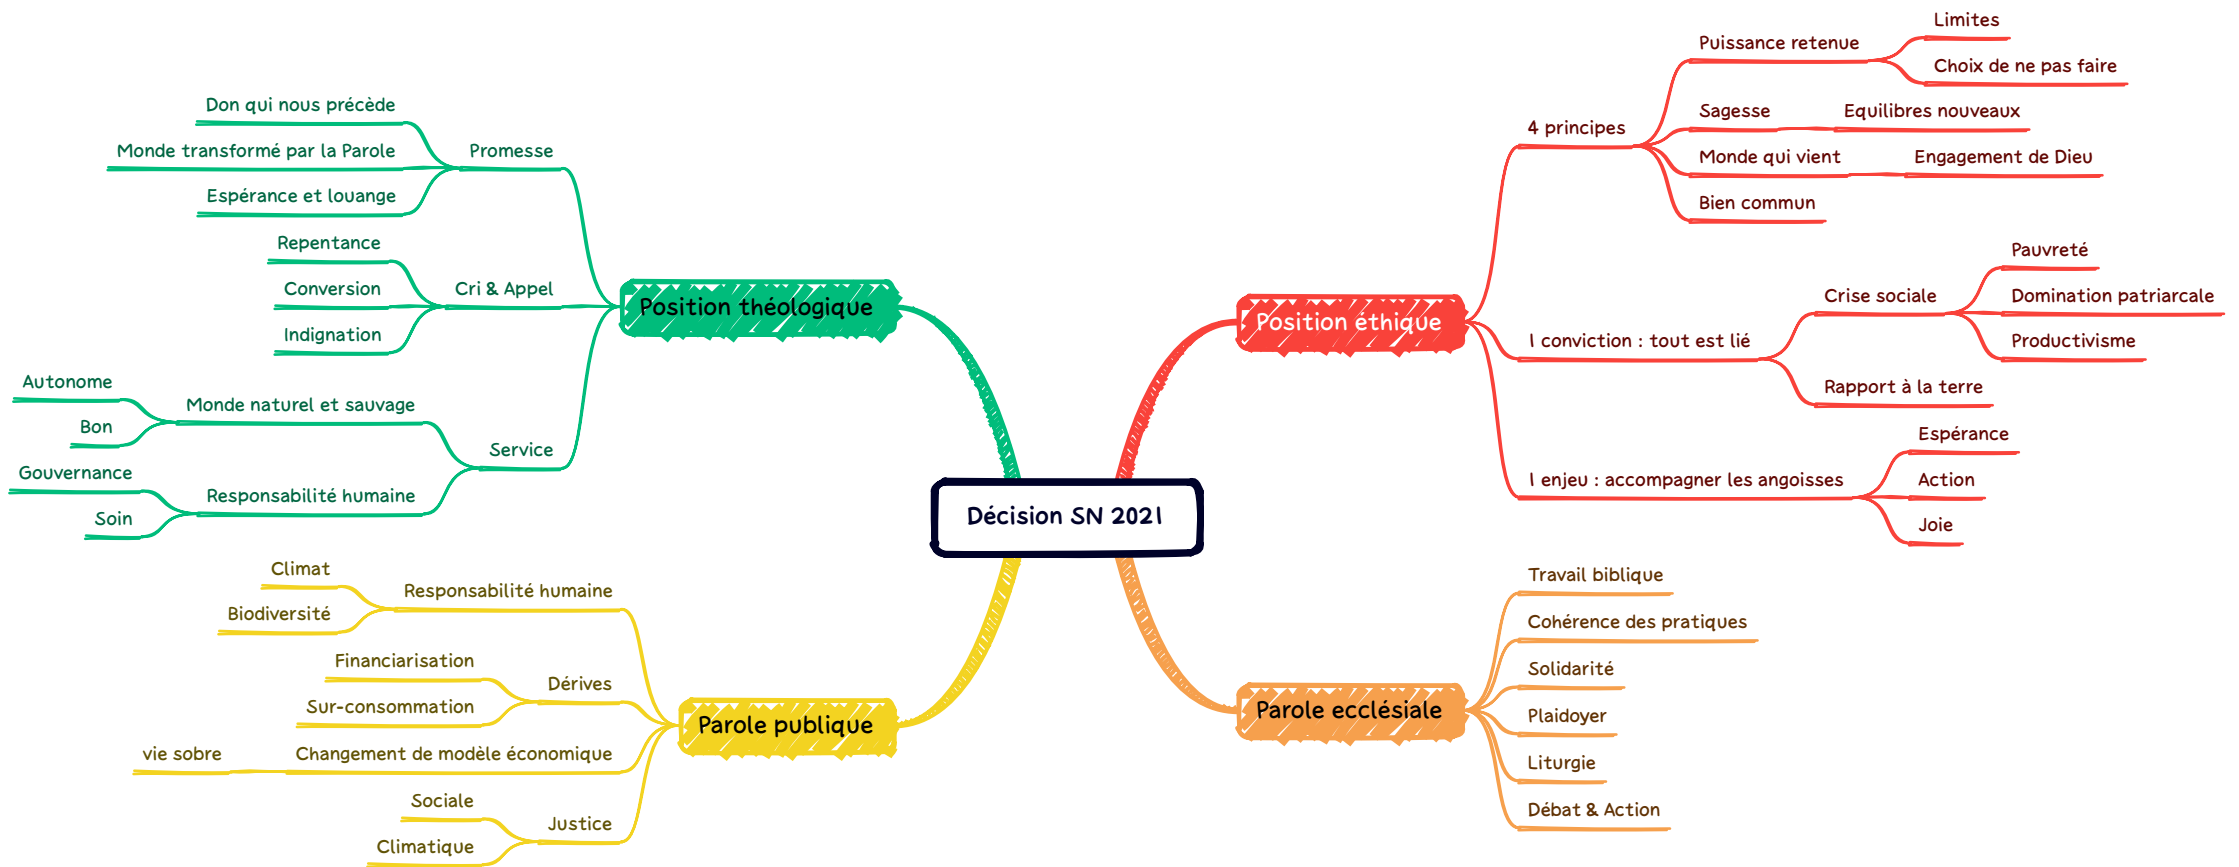 Décision SN 2021
Position théologique
Promesse
Don qui nous précède
Monde transformé par la Parole
Espérance et louange
Cri & Appel
Repentance
Conversion
Indignation
Service
Monde naturel et sauvage
Autonome
Bon
Responsabilité humaine
Gouvernance
Soin
Position éthique
4 principes
Puissance retenue
Limites
Choix de ne pas faire
Sagesse
Equilibres nouveaux
Monde qui vient
Engagement de Dieu
Bien commun
1 conviction : tout est lié
Crise sociale
Pauvreté
Domination patriarcale
Productivisme
Rapport à la terre
1 enjeu : accompagner les angoisses
Espérance
Action
Joie
Parole publique
Responsabilité humaine
Climat
Biodiversité
Dérives
Financiarisation
Sur-consommation
Changement de modèle économique
vie sobre
Justice
Sociale
Climatique
Parole ecclésiale
Travail biblique
Cohérence des pratiques
Solidarité
Plaidoyer
Liturgie
Débat & Action